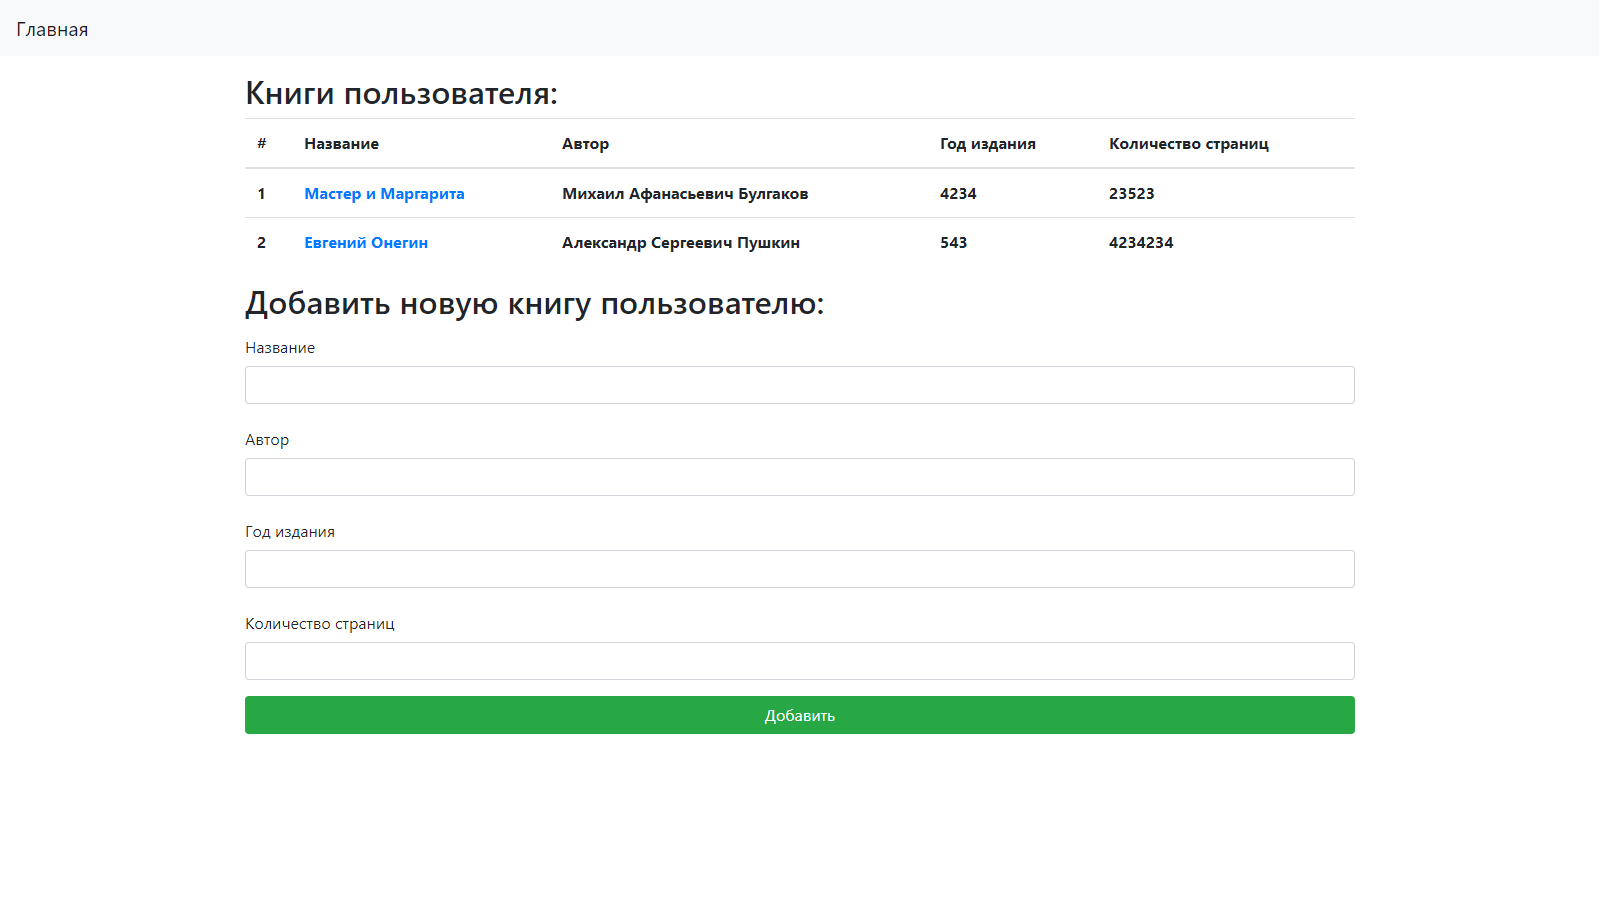 Главная
Книги пользователя:
# Название Автор Год издания Количество страниц
1 Мастер и Маргарита Михаил Афанасьевич Булгаков 4234 23523
2 Евгений Онегин Александр Сергеевич Пушкин 543 4234234
Добавить новую книгу пользователю:
Название
Автор
Год издания
Количество страниц
Добавить